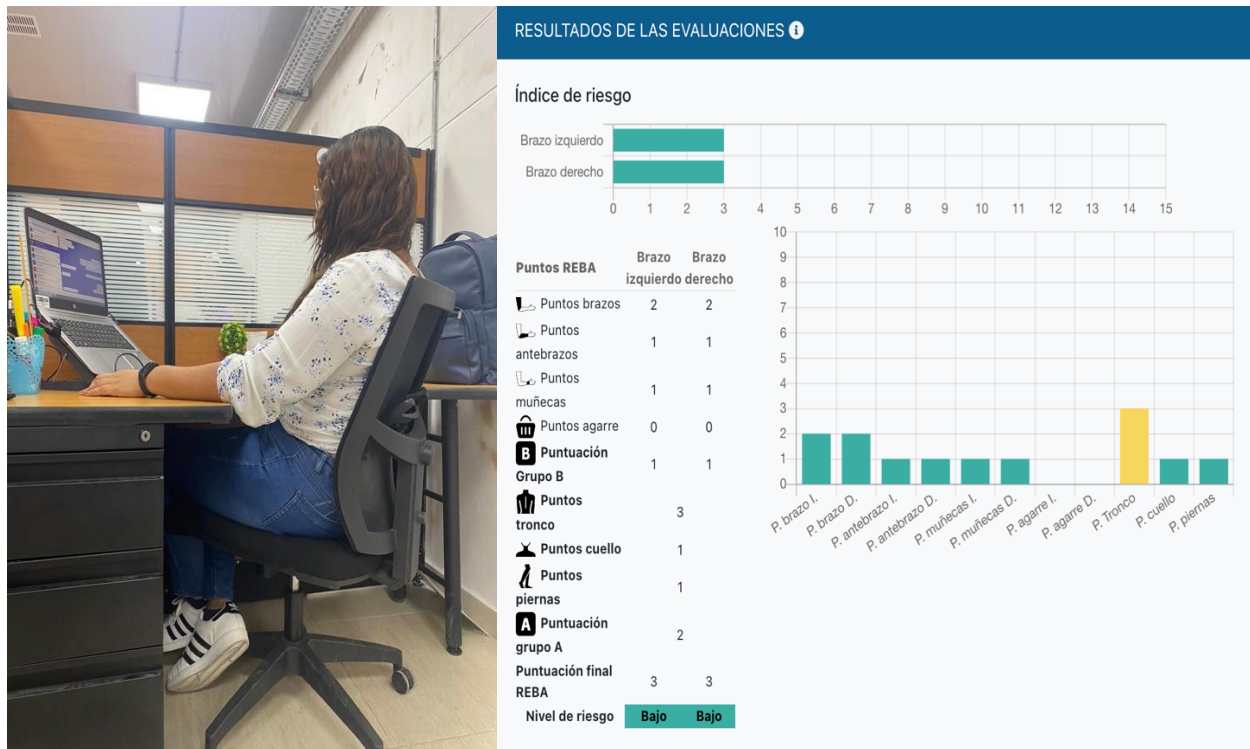 RESULTADOS DE LAS EVALUACIONES
Índice de riesgo
Brazo izquierdo
Brazo derecho
0 1 2 3 4 5 6 7 8 9 10 11 12 13 14 15
Puntos REBA
Brazo izquierdo
Brazo derecho
Puntos brazos 2 2
Puntos
antebrazos 1 1
Puntos
muñecas 1 1
Puntos agarre 0 0
B Puntuación
Grupo B 1 1
Puntos
tronco 3
Puntos cuello 1
Puntos
piernas 1
A Puntuación
grupo A 2
Puntuación final
REBA 3 3
Nivel de riesgo Bajo Bajo
10
9
8
7
6
5
4
3
2
1
0
P. brazo I.
P. brazo D.
P. antebrazo I.
P. antebrazo D.
P. muñecas I.
P. muñecas D.
P. agarre I.
P. agarre D.
P. Tronco
P. cuello
P. piernas